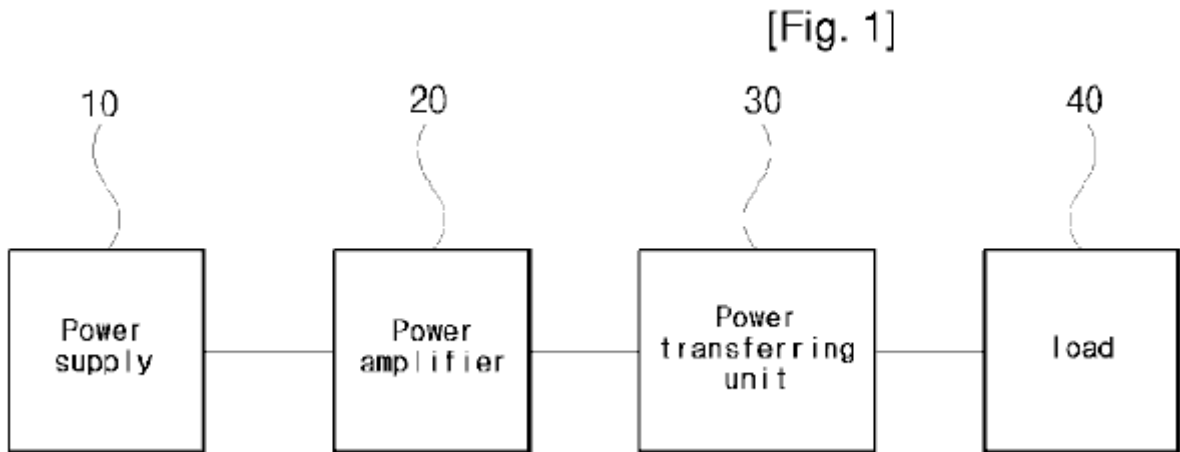 [Fig. 1]
10
20
30
40
Power
supply
Power
amplifier
Power
transferring
unit
load